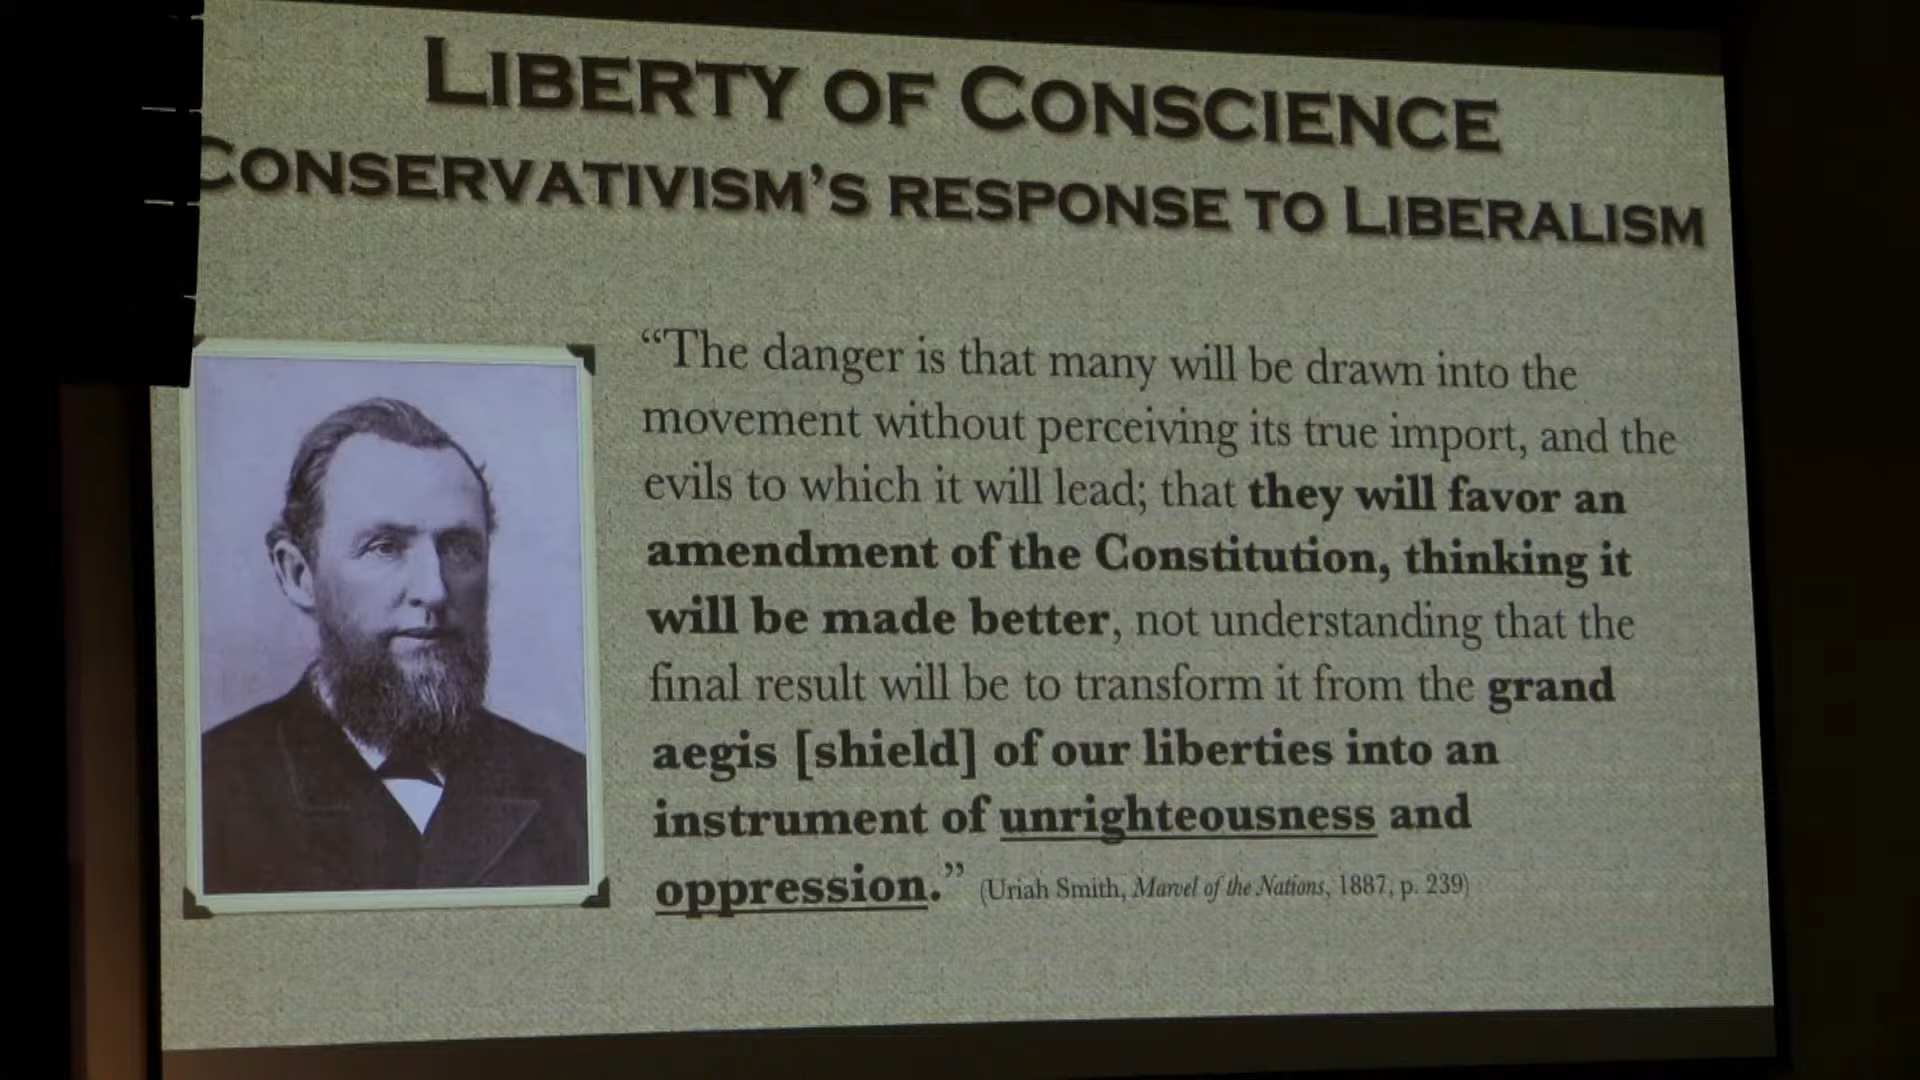 LIBERTY OF CONSCIENCE
CONSERVATIVISM'S RESPONSE TO LIBERALISM
“The danger is that many will be drawn into the
movement without perceiving its true import, and the
evils to which it will lead; that they will favor an
amendment of the Constitution, thinking it
will be made better, not understanding that the
final result will be to transform it from the grand
aegis [shield] of our liberties into an
instrument of unrighteousness and
oppression.” (Uriah Smith, Marvel of the Nations, 1887, p. 239)